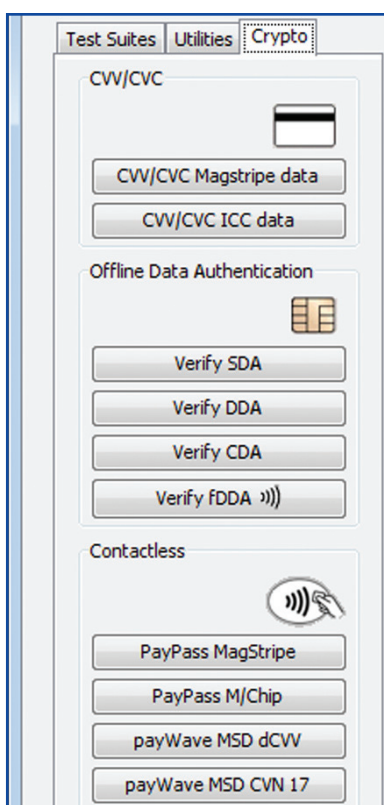 Test Suites Utilities Crypto
CVV/CVC
CVV/CVC Magstripe data
CVV/CVC ICC data
Offline Data Authentication
Verify SDA
Verify DDA
Verify CDA
Verify fDDA
Contactless
PayPass MagStripe
PayPass M/Chip
payWave MSD dCVV
payWave MSD CVN 17